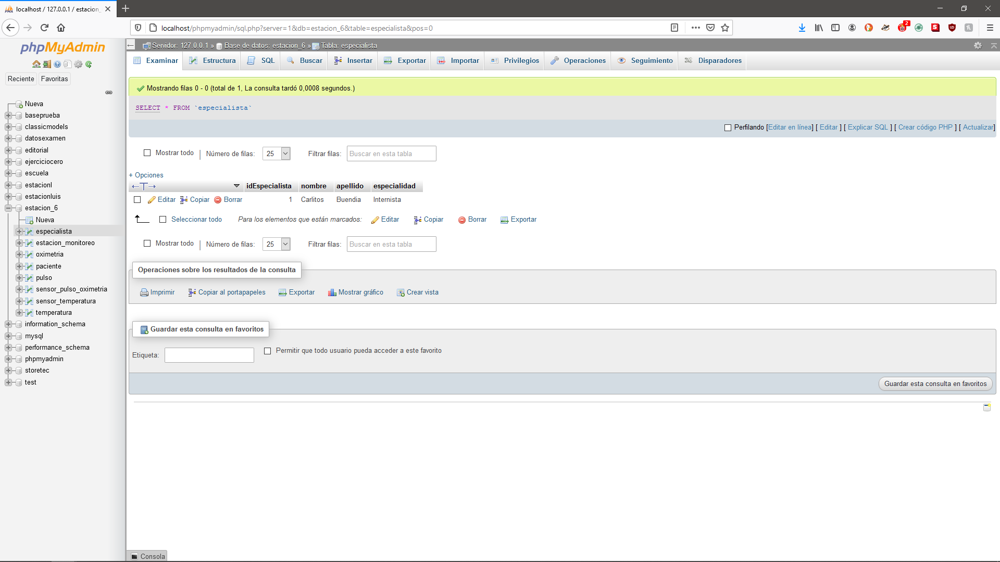 localhost / 127.0.0.1 / estacion_
localhost/phpmyadmin/sql.php?server=1&db=estacion_6&table=especialista&pos=0
2
phpMyAdmin
Reciente Favoritas
Nueva
baseprueba
classicmodels
datosexamen
editorial
ejerciciocero
escuela
estacionl
estacionluis
estacion_6
Nueva
especialista
estacion_monitoreo
oximetria
paciente
pulso
sensor_pulso_oximetria
sensor_temperatura
temperatura
information_schema
mysql
performance_schema
phpmyadmin
storetec
test
Servidor: 127.0.0.1 » Base de datos: estacion_6 » Tabla: especialista
Examinar Estructura SQL Buscar Insertar Exportar Importar Privilegios Operaciones Seguimiento Disparadores
Mostrando filas 0 - 0 (total de 1, La consulta tardó 0,0008 segundos.)
SELECT * FROM `especialista`
Perfilando [Editar en línea] [ Editar ] [ Explicar SQL ] [ Crear código PHP ] [ Actualizar]
Mostrar todo | Número de filas: 25 Filtrar filas: Buscar en esta tabla
+ Opciones
←T→ idEspecialista nombre apellido especialidad
Editar Copiar Borrar 1 Carlitos Buendia Internista
Seleccionar todo Para los elementos que están marcados: Editar Copiar Borrar Exportar
Mostrar todo | Número de filas: 25 Filtrar filas: Buscar en esta tabla
Operaciones sobre los resultados de la consulta
Imprimir Copiar al portapapeles Exportar Mostrar gráfico Crear vista
Guardar esta consulta en favoritos
Etiqueta: Permitir que todo usuario pueda acceder a este favorito
Guardar esta consulta en favoritos
Consola